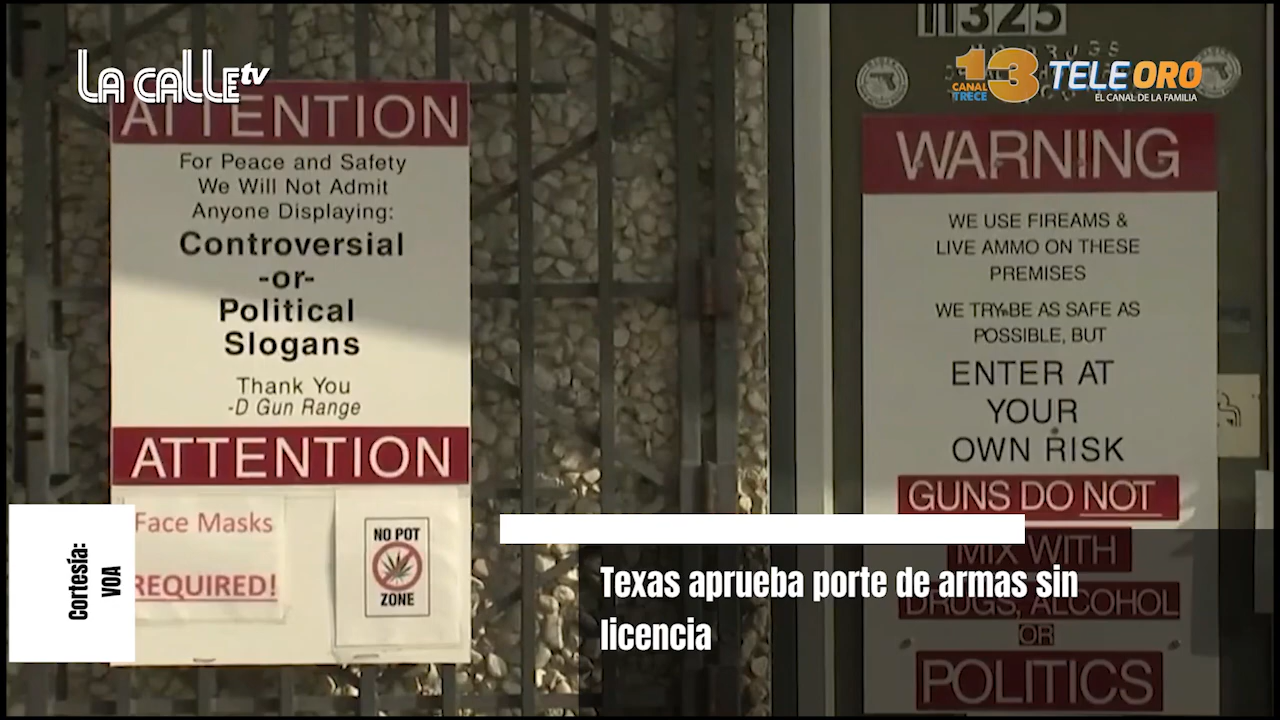 LA CALLE tv
ATTENTION
For Peace and Safety
We Will Not Admit
Anyone Displaying:
Controversial
-or-
Political
Slogans
Thank You
-D Gun Range
ATTENTION
Face Masks
REQUIRED!
NO POT
ZONE
Cortesía:
VOA
11325
CANAL
TRECE
13
TELEORO
EL CANAL DE LA FAMILIA
WARNING
WE USE FIREAMS &
LIVE AMMO ON THESE
PREMISES
WE TRY BE AS SAFE AS
POSSIBLE, BUT
ENTER AT
YOUR
OWN RISK
GUNS DO NOT
MIX WITH
DRUGS, ALCOHOL
OR
POLITICS
Texas aprueba porte de armas sin
licencia